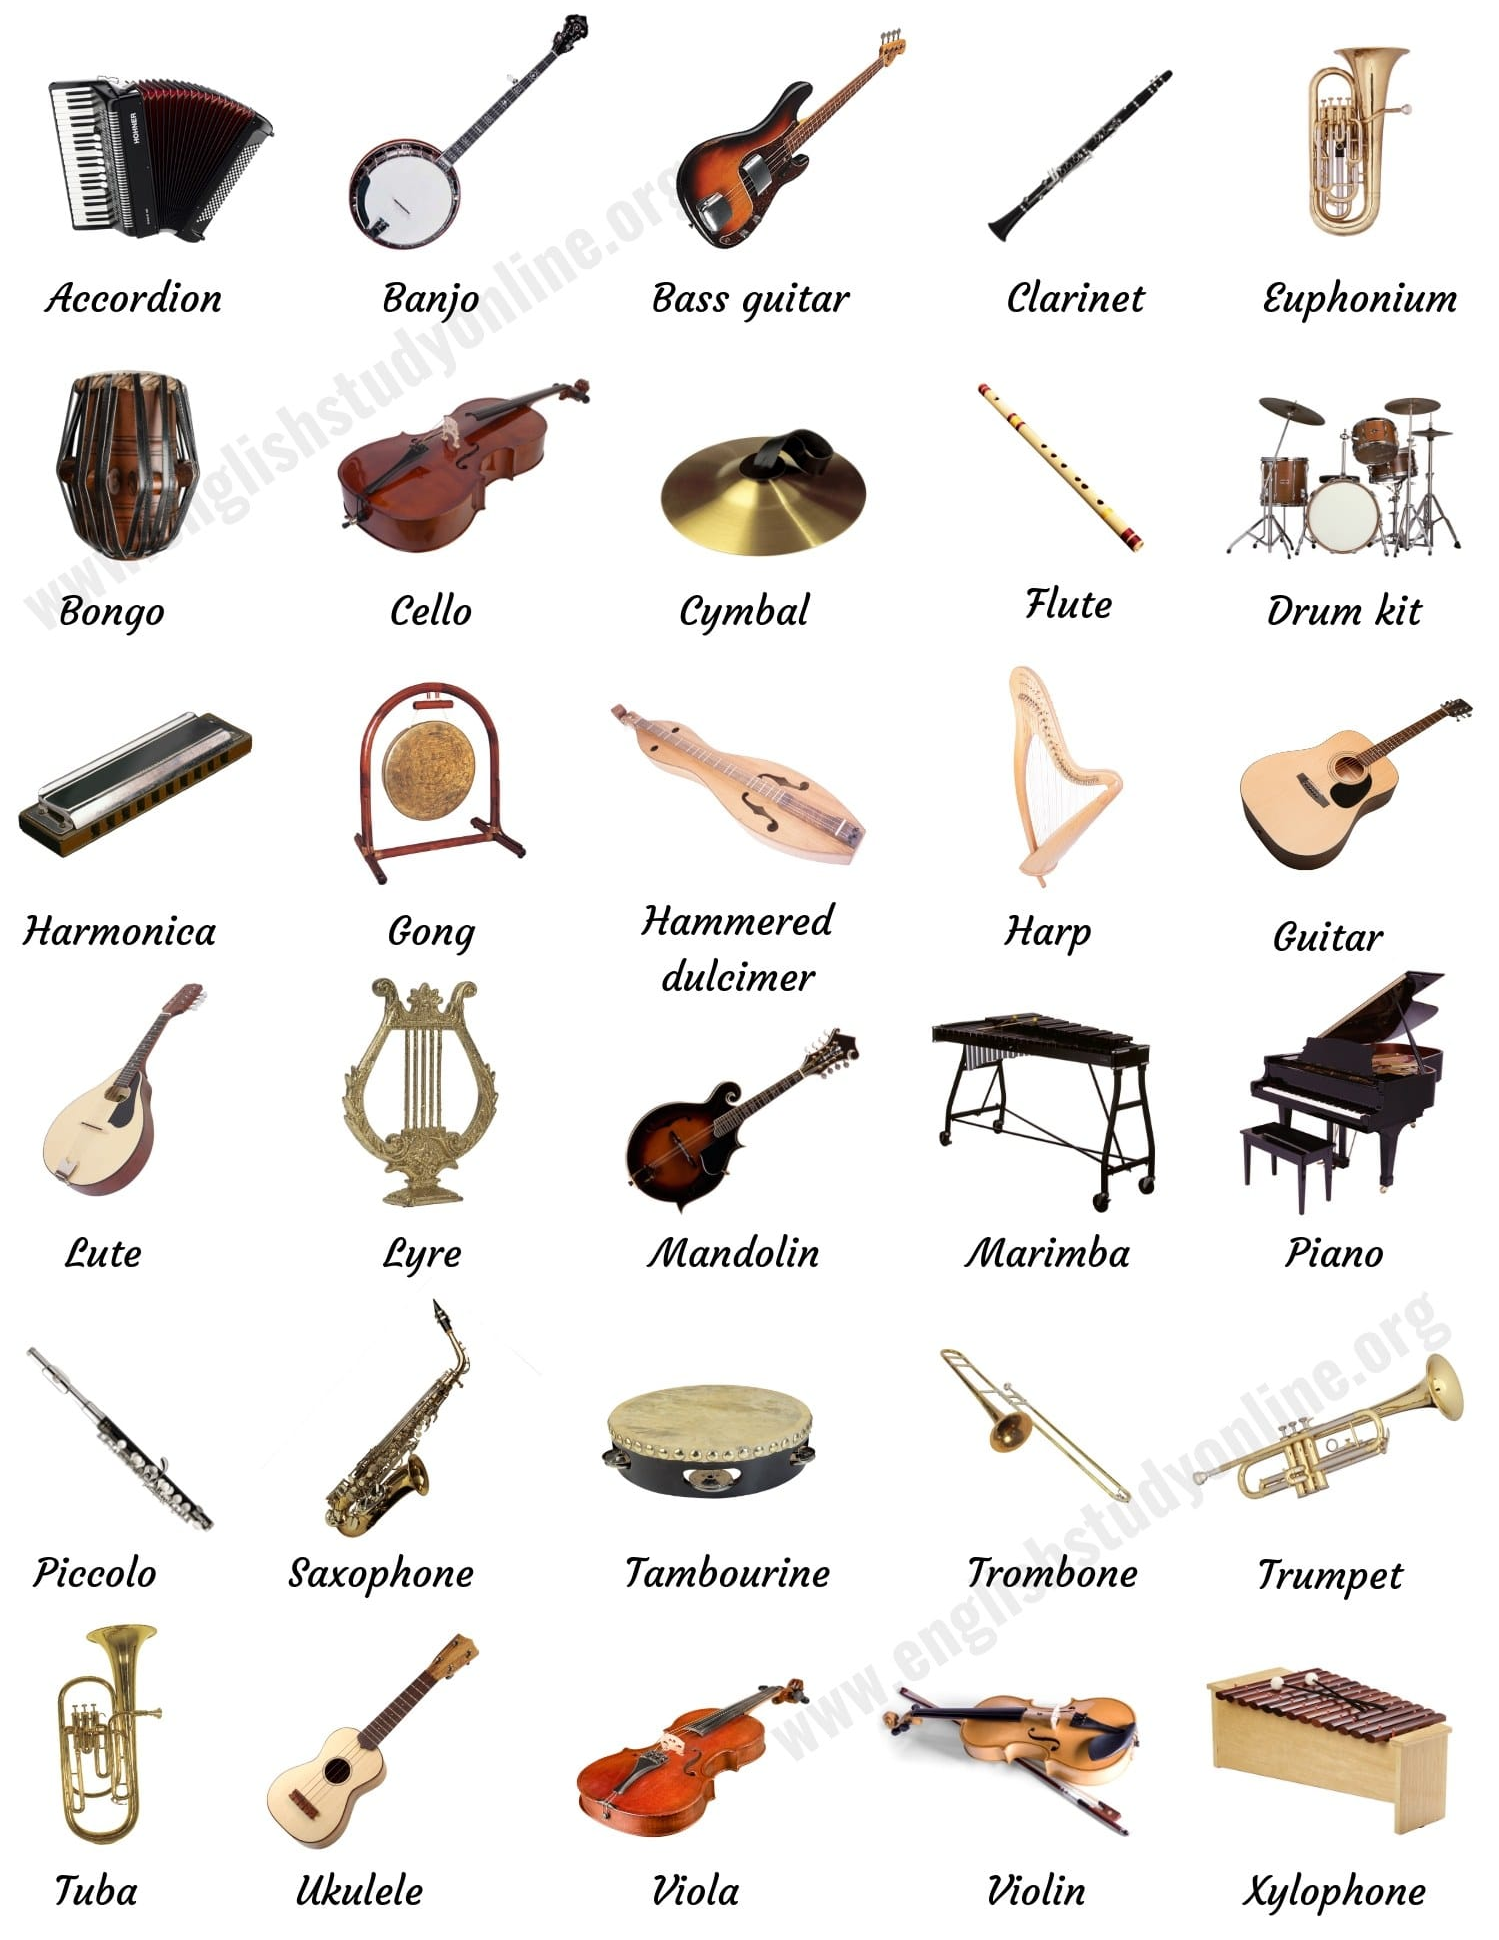 HOHNER
Accordion
Banjo
Bass guitar
Clarinet
Euphonium
Bongo
Cello
Cymbal
Flute
Drum kit
www.englishstudyonline.org
Harmonica
Gong
Hammered
dulcimer
Harp
Guitar
Lute
Lyre
Mandolin
Marimba
Piano
Piccolo
Saxophone
Tambourine
Trombone
Trumpet
Tuba
Ukulele
Viola
Violin
Xylophone
www.englishstudyonline.org